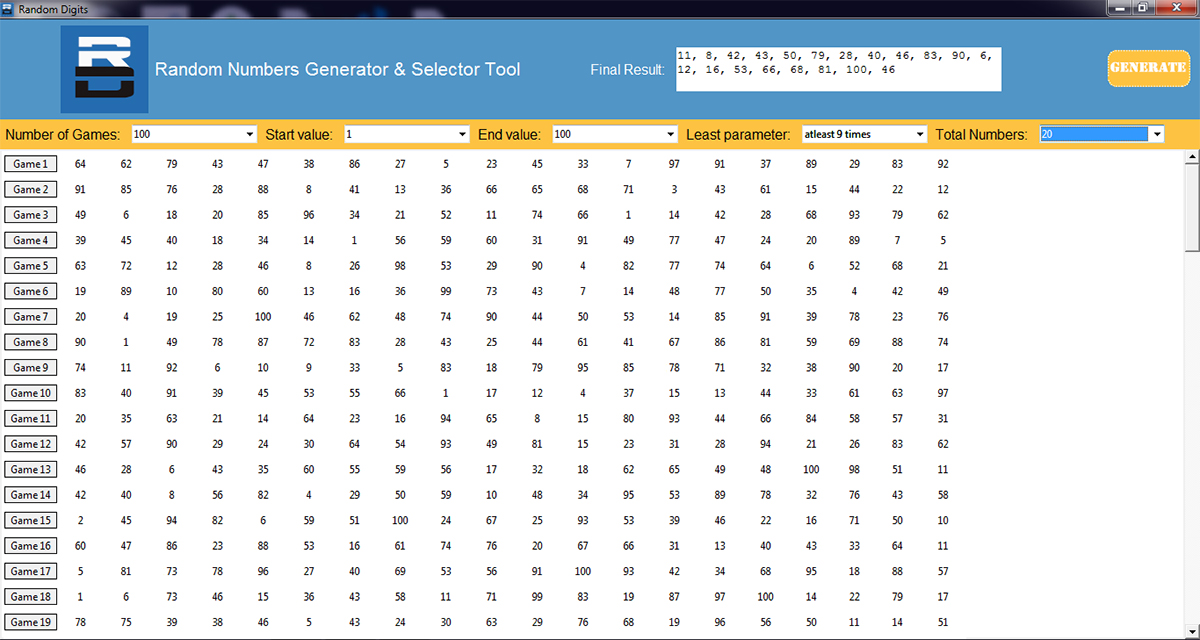 Random Digits
Random Numbers Generator & Selector Tool
Final Result:
11, 8, 42, 43, 50, 79, 28, 40, 46, 83, 90, 6,
12, 16, 53, 66, 68, 81, 100, 46
GENERATE
Number of Games: 100 Start value: 1 End value: 100 Least parameter: atleast 9 times Total Numbers: 20
Game 1 64 62 79 43 47 38 86 27 5 23 45 33 7 97 91 37 89 29 83 92
Game 2 91 85 76 28 88 8 41 13 36 66 65 68 71 3 43 61 15 44 22 12
Game 3 49 6 18 20 85 96 34 21 52 11 74 66 1 14 42 28 68 93 79 62
Game 4 39 45 40 18 34 14 1 56 59 60 31 91 49 77 47 24 20 89 7 5
Game 5 63 72 12 28 46 8 26 98 53 29 90 4 82 77 74 64 6 52 68 21
Game 6 19 89 10 80 60 13 16 36 99 73 43 7 14 48 77 50 35 4 42 49
Game 7 20 4 19 25 100 46 62 48 74 90 44 50 53 14 85 91 39 78 23 76
Game 8 90 1 49 78 87 72 83 28 43 25 44 61 41 67 86 81 59 69 88 74
Game 9 74 11 92 6 10 9 33 5 83 18 79 95 85 78 71 32 38 90 20 17
Game 10 83 40 91 39 45 53 55 66 1 17 12 4 37 15 13 44 33 61 63 97
Game 11 20 35 63 21 14 64 23 16 94 65 8 15 80 93 44 66 84 58 57 31
Game 12 42 57 90 29 24 30 64 54 93 49 81 15 23 31 28 94 21 26 83 62
Game 13 46 28 6 43 35 60 55 59 56 17 32 18 62 65 49 48 100 98 51 11
Game 14 42 40 8 56 82 4 29 50 59 10 48 34 95 53 89 78 32 76 43 58
Game 15 2 45 94 82 6 59 51 100 24 67 25 93 53 39 46 22 16 71 50 10
Game 16 60 47 86 23 88 53 16 61 74 76 20 67 66 31 13 40 43 33 64 11
Game 17 5 81 73 78 96 27 40 69 53 56 91 100 93 42 34 68 95 18 88 57
Game 18 1 6 73 46 15 36 43 58 11 71 99 83 19 87 97 100 14 22 79 17
Game 19 78 75 39 38 46 5 43 24 30 63 29 76 68 19 96 56 50 11 14 51